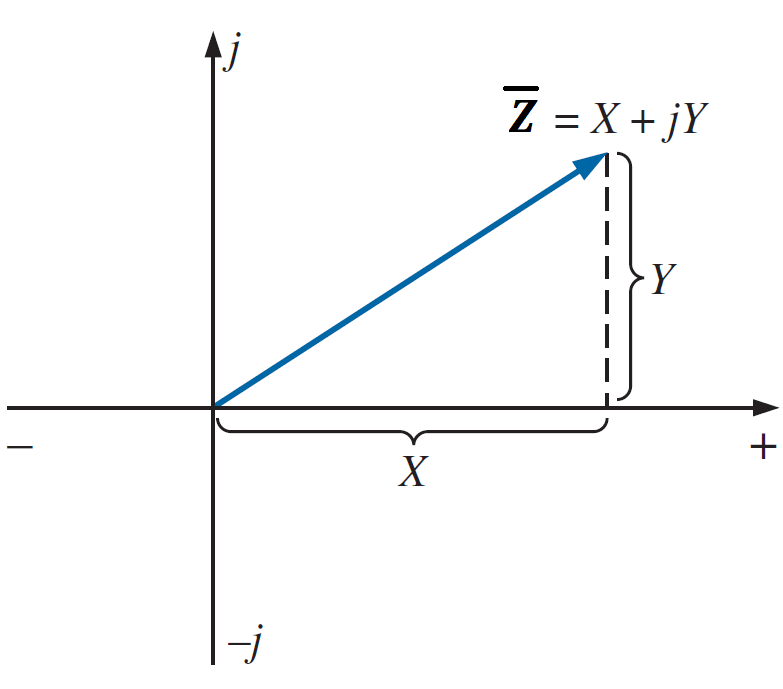 j
Z̅ = X + jY
Y
− +
X
−j